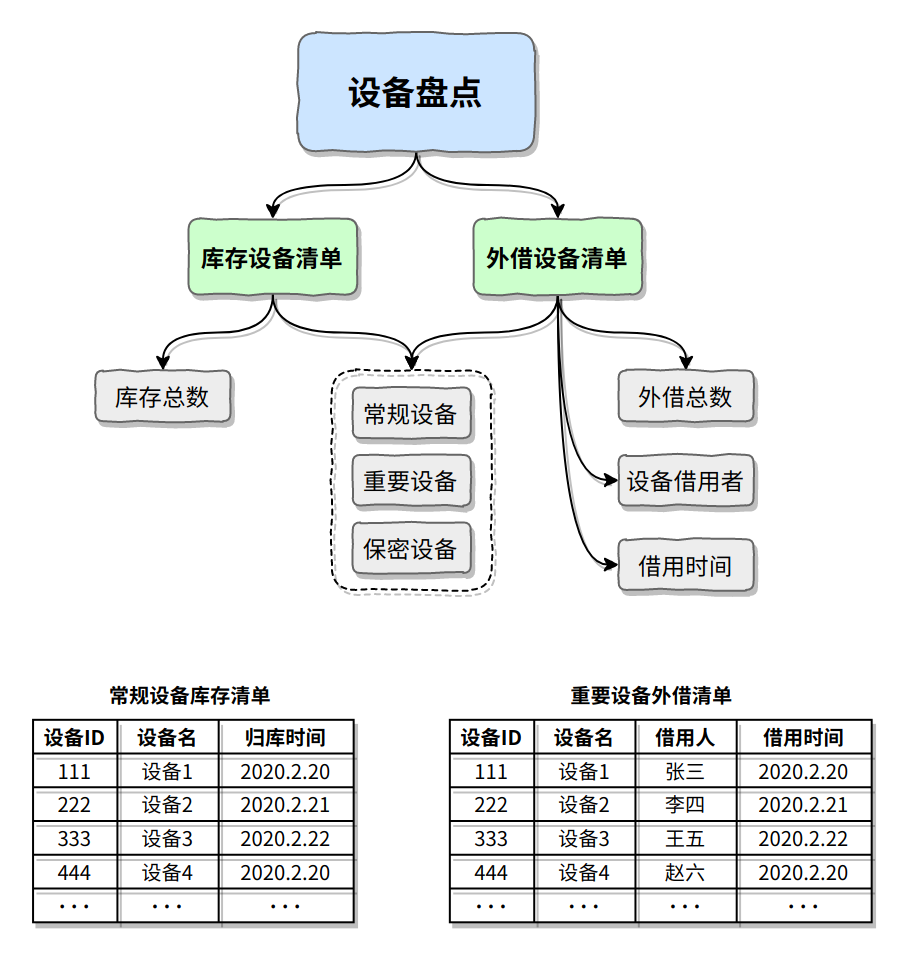 设备盘点
库存设备清单
外借设备清单
库存总数
常规设备
重要设备
保密设备
外借总数
设备借用者
借用时间
常规设备库存清单
设备ID 设备名 归库时间
111 设备1 2020.2.20
222 设备2 2020.2.21
333 设备3 2020.2.22
444 设备4 2020.2.20
··· ··· ···
重要设备外借清单
设备ID 设备名 借用人 借用时间
111 设备1 张三 2020.2.20
222 设备2 李四 2020.2.21
333 设备3 王五 2020.2.22
444 设备4 赵六 2020.2.20
··· ··· ··· ···